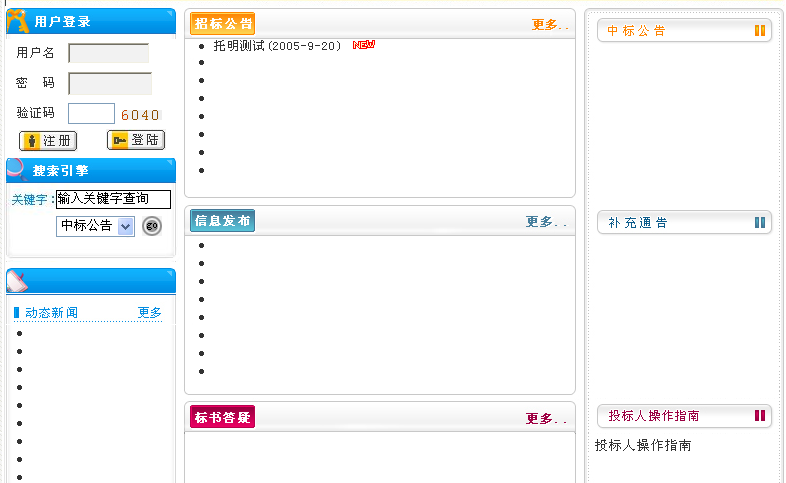 用户登录
用户名
密 码
验证码 6040
注册 登陆
搜索引擎
关键字: 输入关键字查询
中标公告
GO
动态新闻 更多
招标公告 更多..
托明测试(2005-9-20) NEW
信息发布 更多..
标书答疑 更多..
中标公告
补充通告
投标人操作指南
投标人操作指南